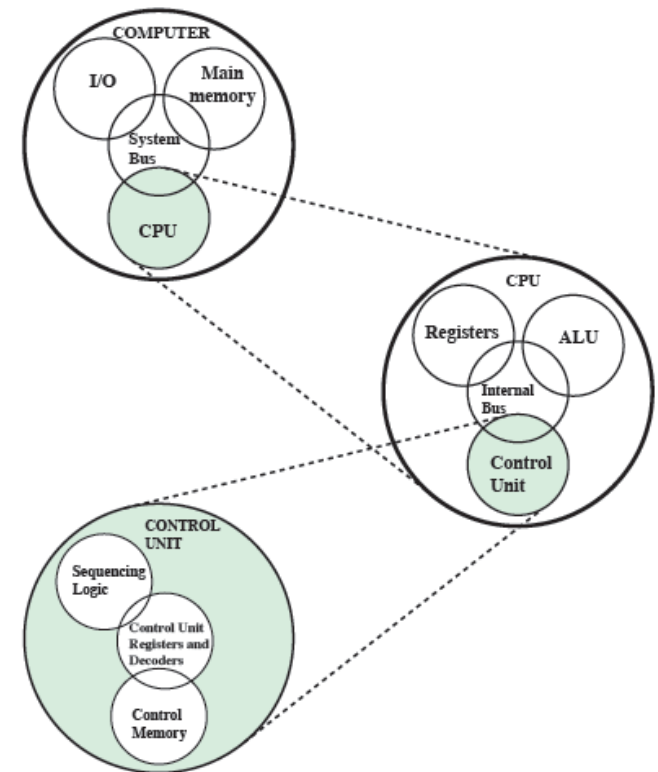 COMPUTER
I/O
Main
memory
System
Bus
CPU
CPU
Registers
ALU
Internal
Bus
Control
Unit
CONTROL
UNIT
Sequencing
Logic
Control Unit
Registers and
Decoders
Control
Memory